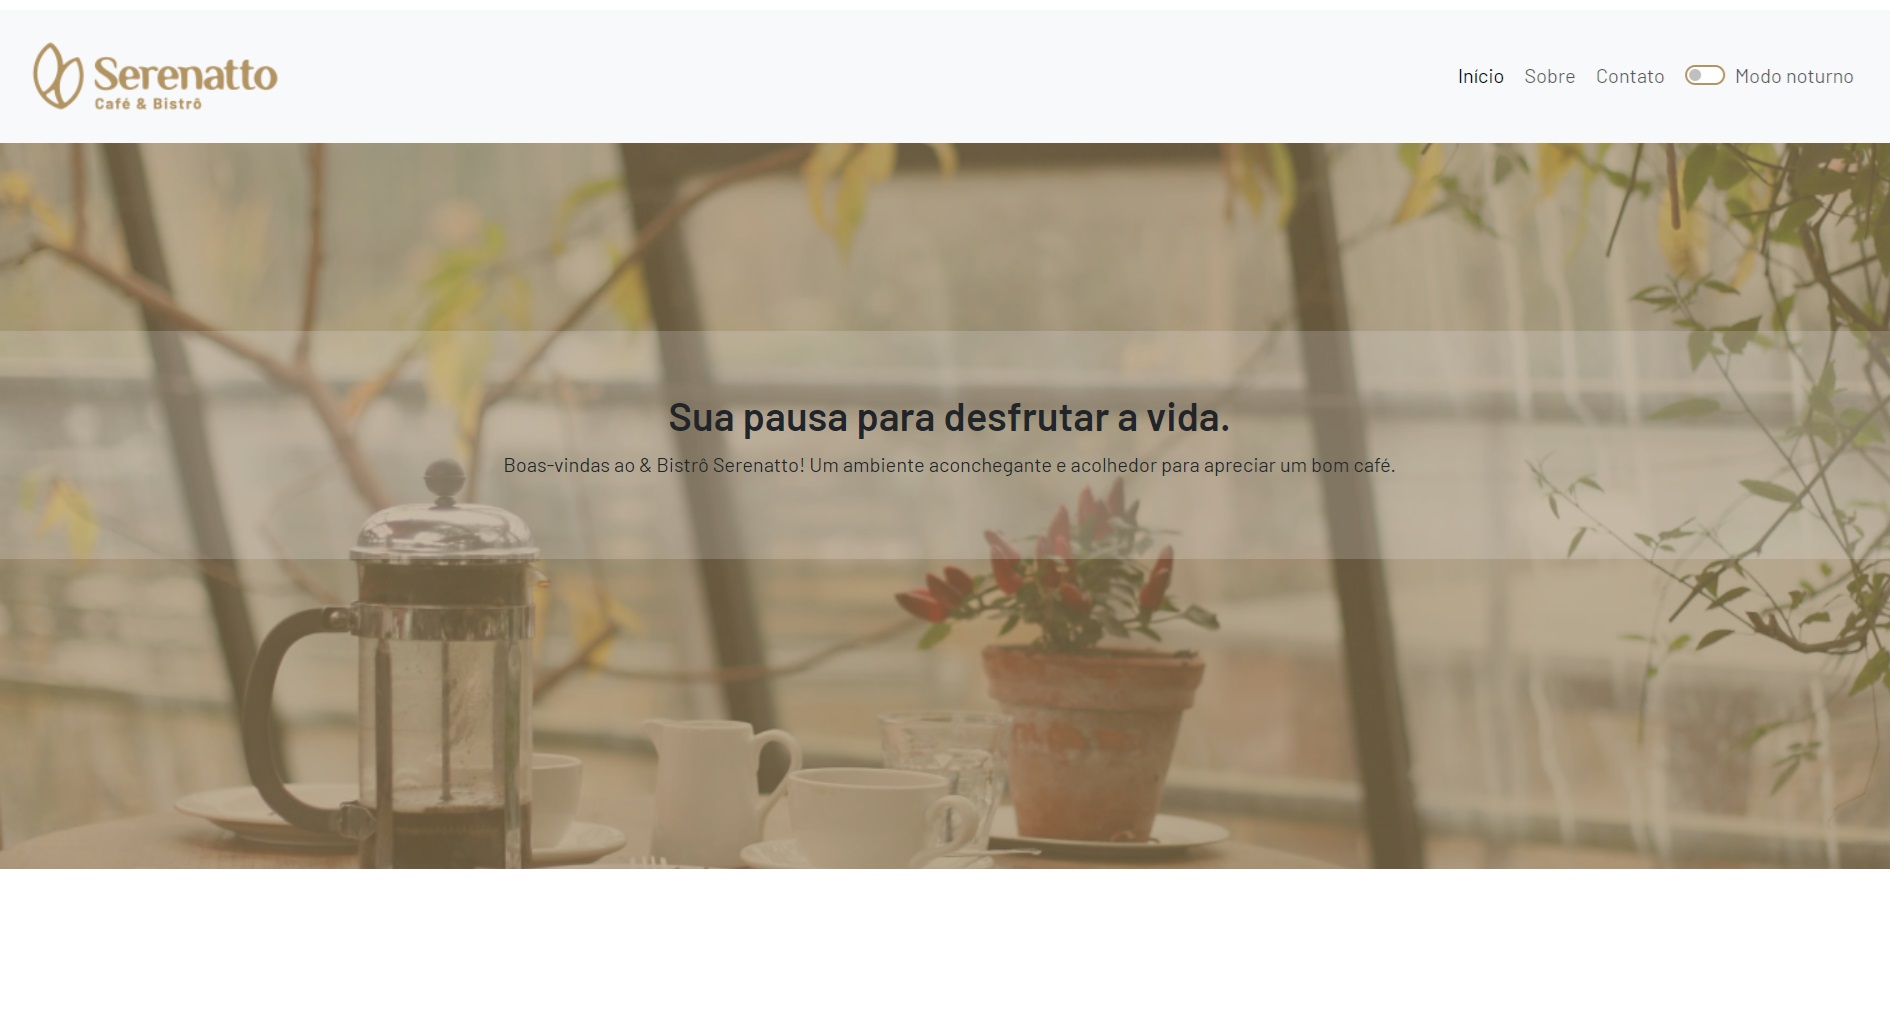 Serenatto
Café & Bistrô
Início Sobre Contato Modo noturno
Sua pausa para desfrutar a vida.
Boas-vindas ao & Bistrô Serenatto! Um ambiente aconchegante e acolhedor para apreciar um bom café.